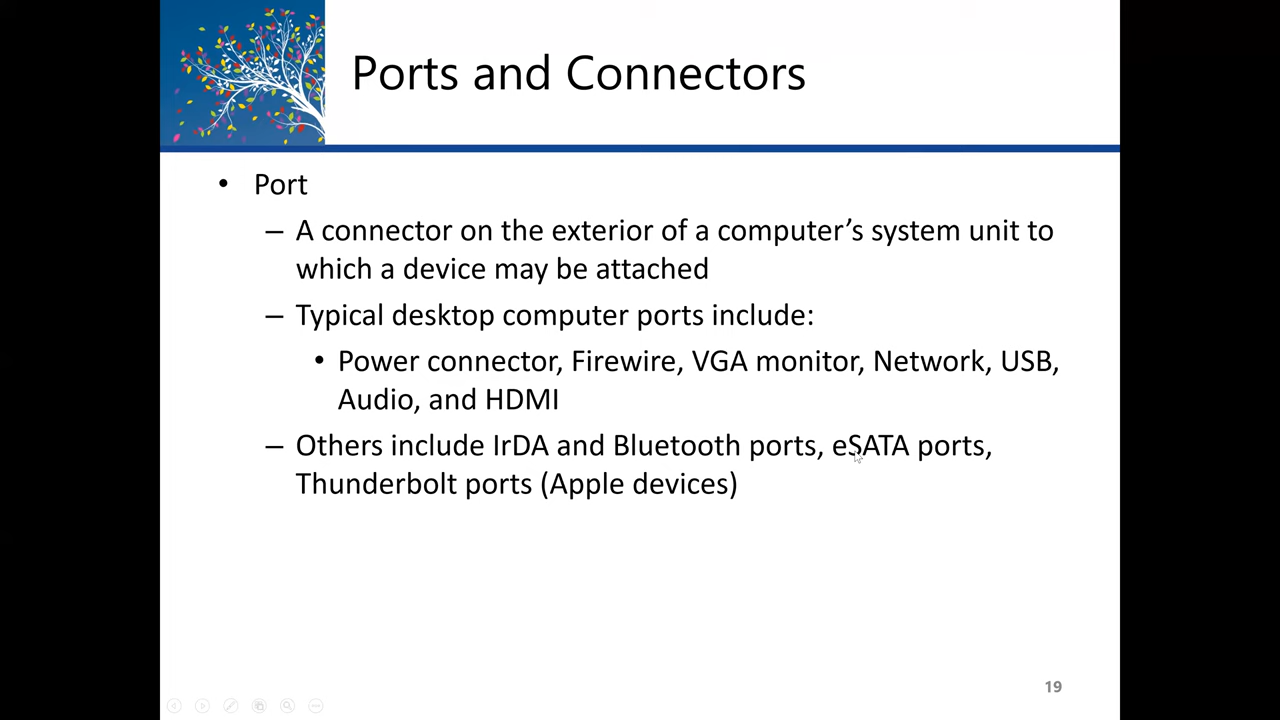 Ports and Connectors
• Port
– A connector on the exterior of a computer’s system unit to
which a device may be attached
– Typical desktop computer ports include:
• Power connector, Firewire, VGA monitor, Network, USB,
Audio, and HDMI
– Others include IrDA and Bluetooth ports, eSATA ports,
Thunderbolt ports (Apple devices)
19